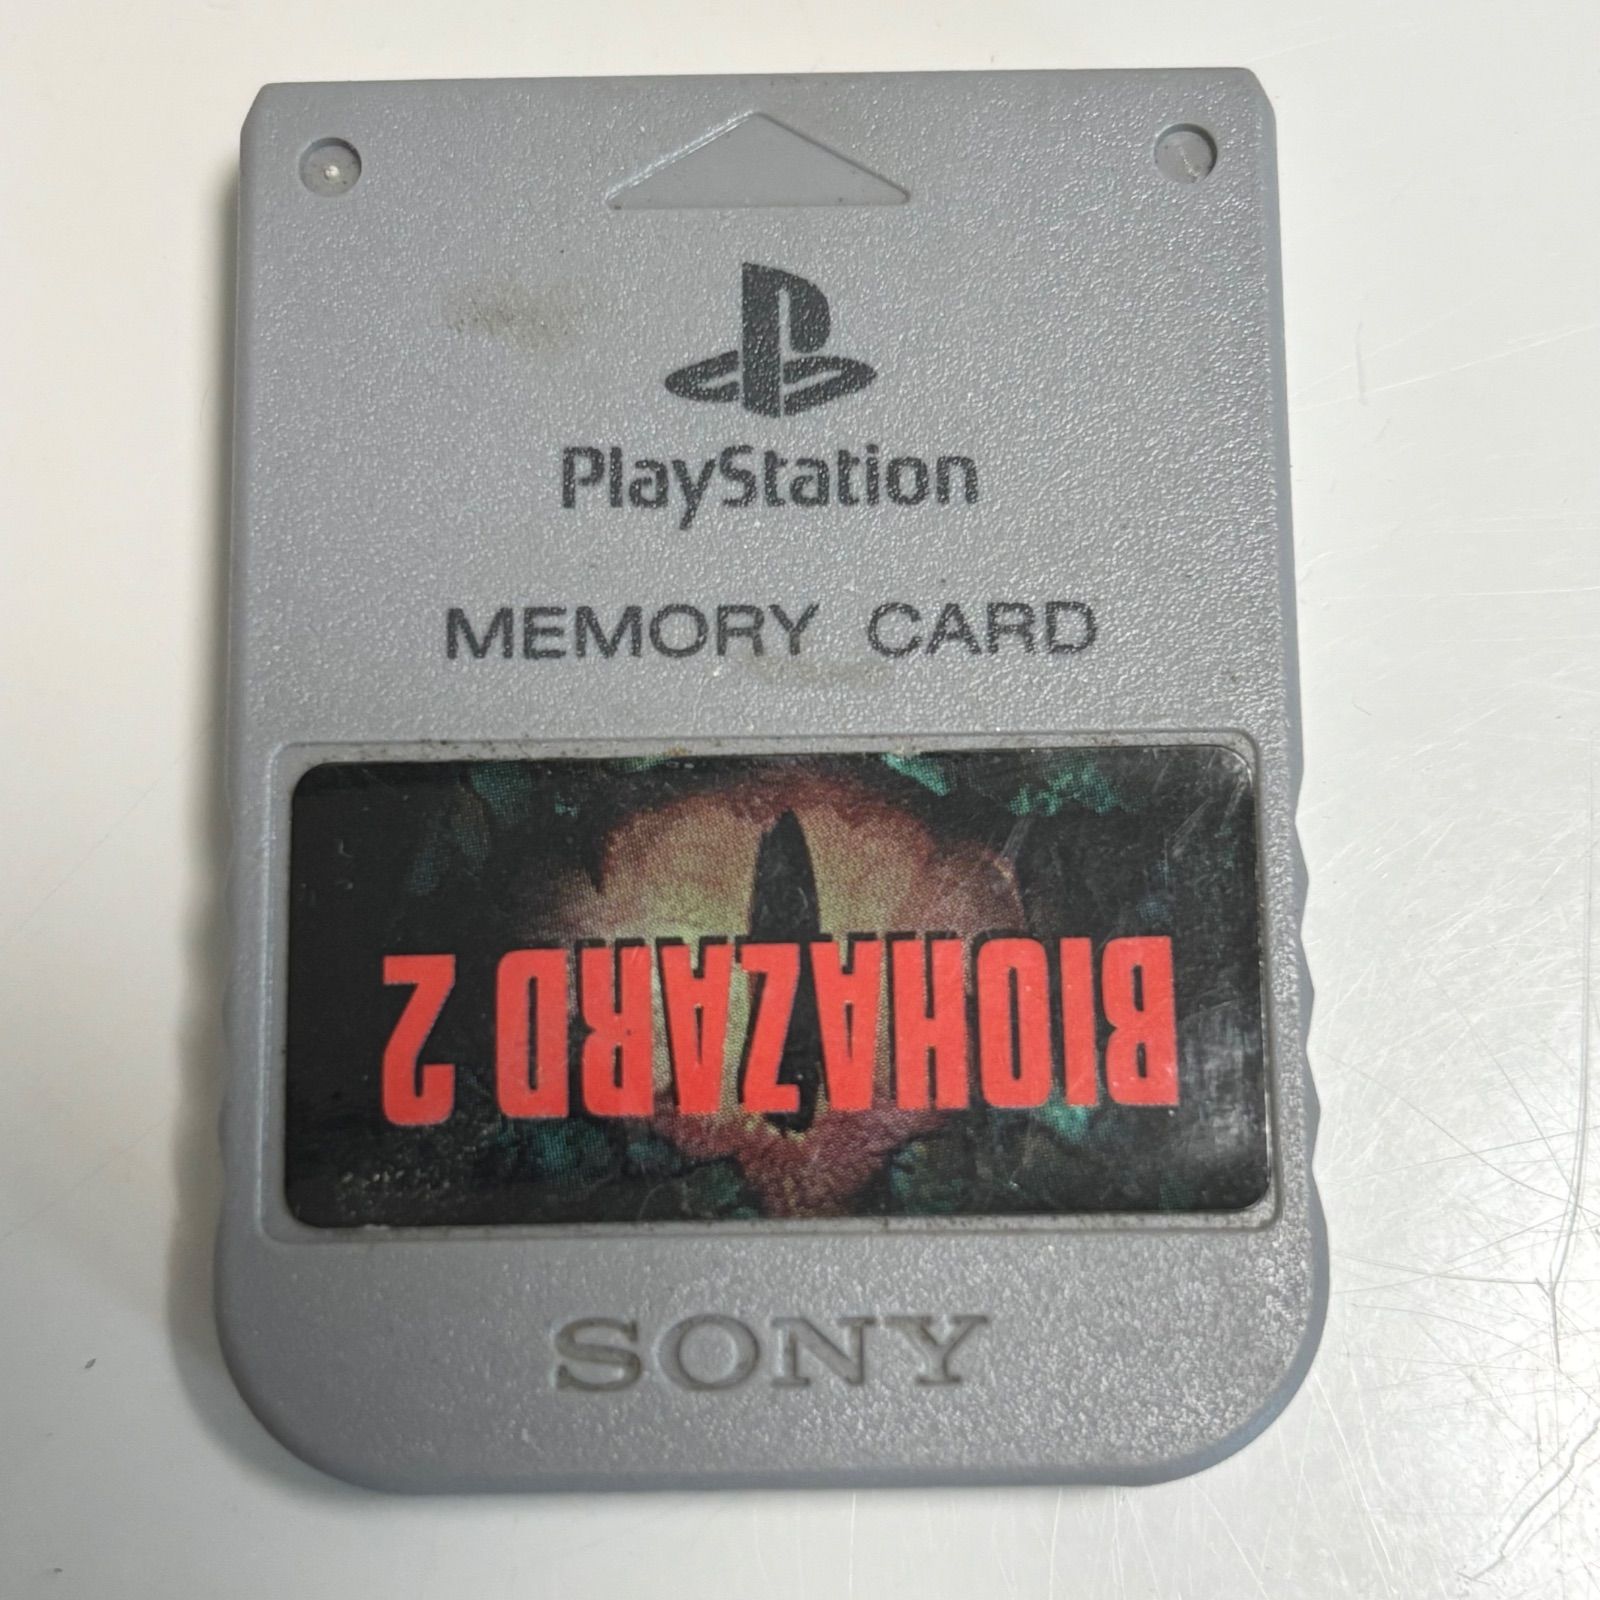 PlayStation
MEMORY CARD
BIOHAZARD 2
SONY